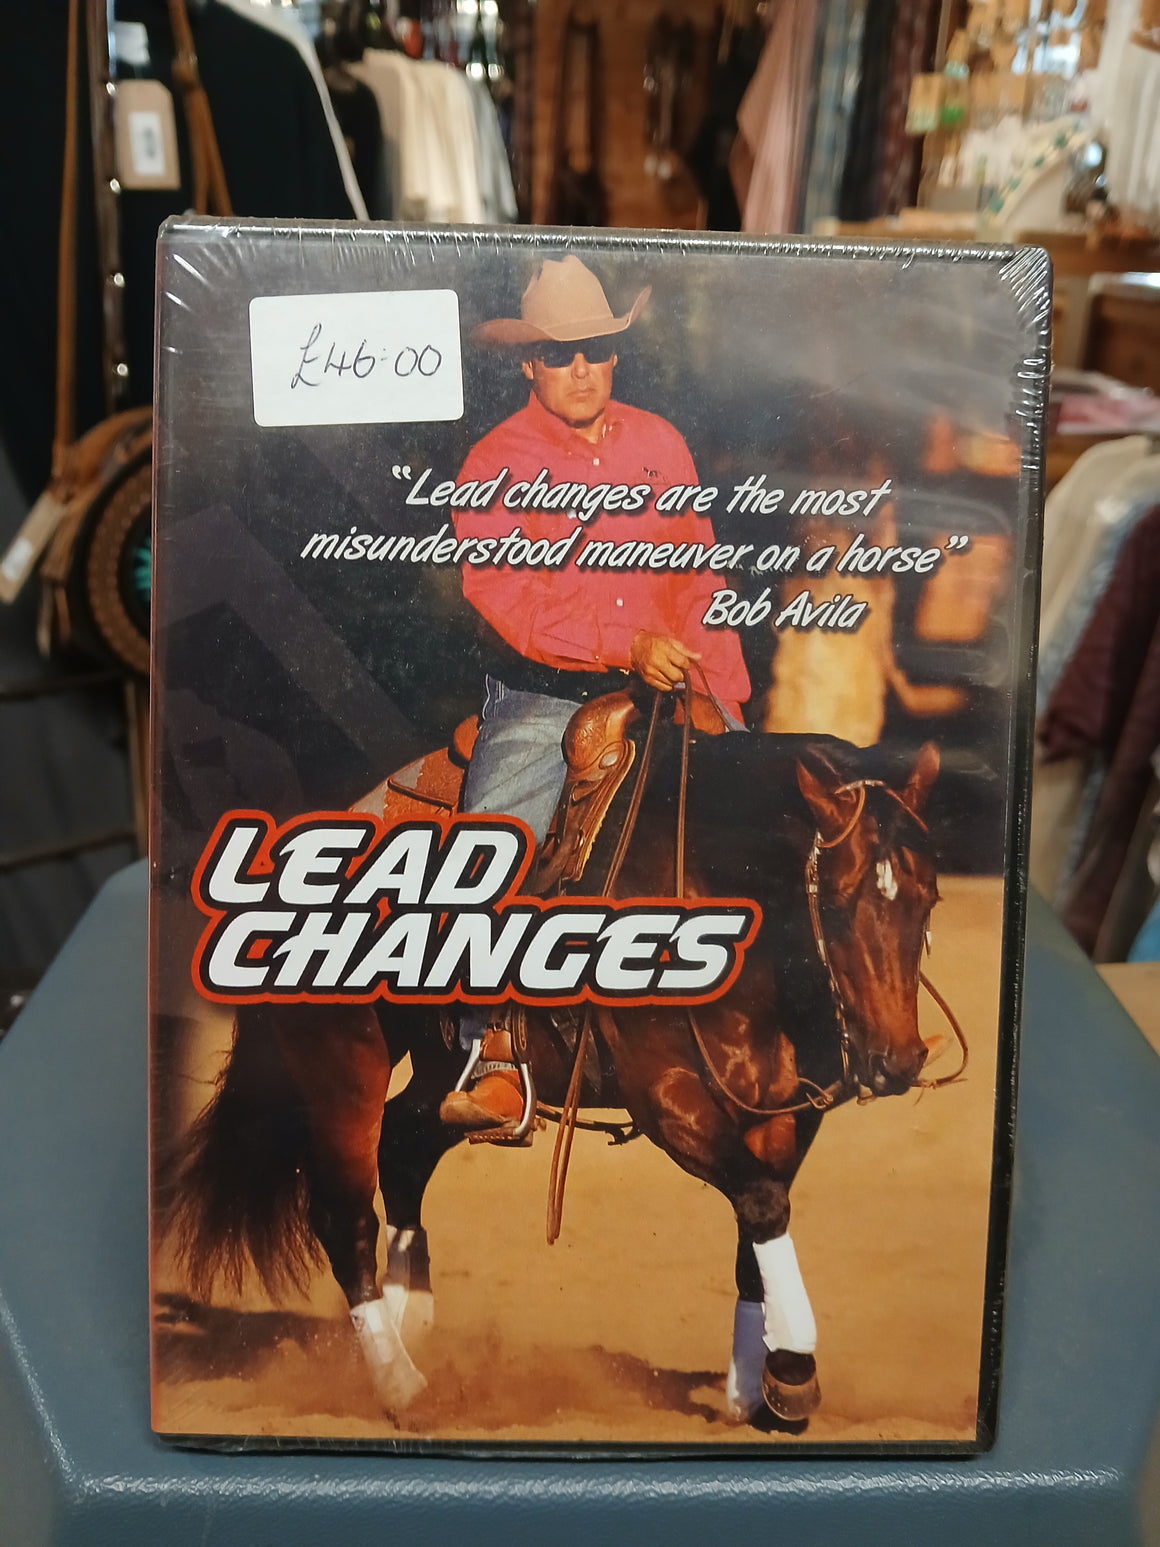 £46-00
“Lead changes are the most
misunderstood maneuver on a horse”
Bob Avila
LEAD
CHANGES